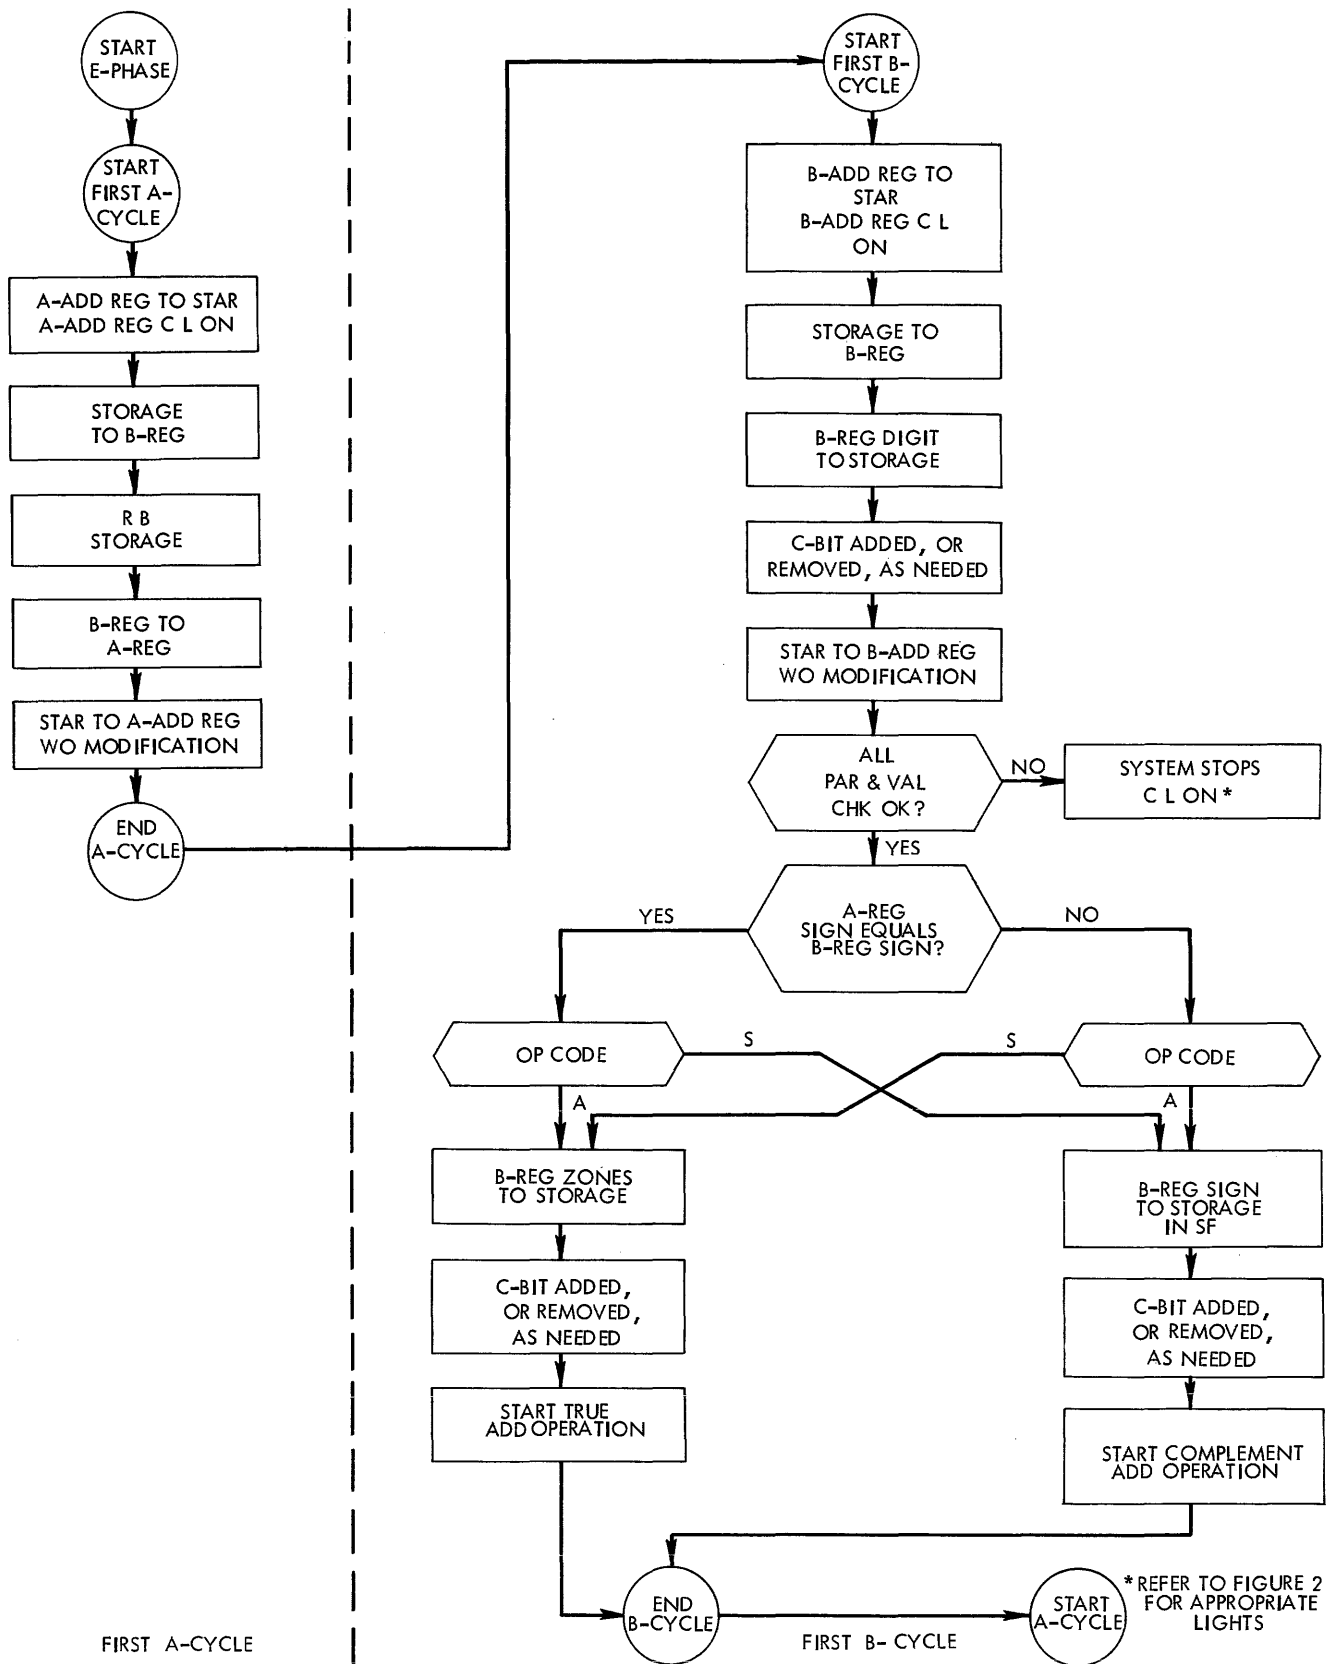 START
E-PHASE
START
FIRST A-
CYCLE
A-ADD REG TO STAR
A-ADD REG C L ON
STORAGE
TO B-REG
R B
STORAGE
B-REG TO
A-REG
STAR TO A-ADD REG
WO MODIFICATION
END
A-CYCLE
FIRST A-CYCLE
START
FIRST B-
CYCLE
B-ADD REG TO
STAR
B-ADD REG C L
ON
STORAGE TO
B-REG
B-REG DIGIT
TO STORAGE
C-BIT ADDED, OR
REMOVED, AS NEEDED
STAR TO B-ADD REG
WO MODIFICATION
ALL
PAR & VAL
CHK OK?
NO
SYSTEM STOPS
C L ON *
YES
A-REG
SIGN EQUALS
B-REG SIGN?
YES
NO
OP CODE
S
S
OP CODE
A
A
B-REG ZONES
TO STORAGE
C-BIT ADDED,
OR REMOVED,
AS NEEDED
START TRUE
ADD OPERATION
B-REG SIGN
TO STORAGE
IN SF
C-BIT ADDED,
OR REMOVED,
AS NEEDED
START COMPLEMENT
ADD OPERATION
END
B-CYCLE
START
A-CYCLE
* REFER TO FIGURE 2
FOR APPROPRIATE
LIGHTS
FIRST B- CYCLE